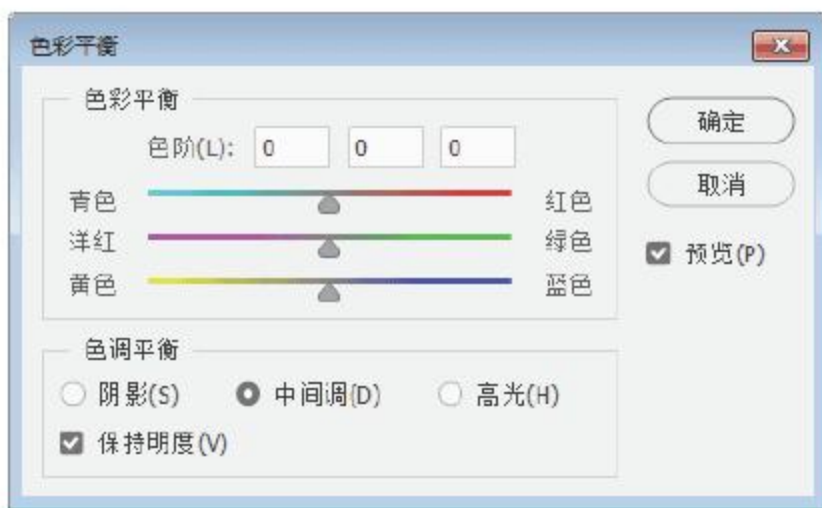 色彩平衡
色彩平衡
色阶(L): 0 0 0
青色 红色
洋红 绿色
黄色 蓝色
色调平衡
阴影(S) 中间调(D) 高光(H)
保持明度(V)
确定
取消
预览(P)